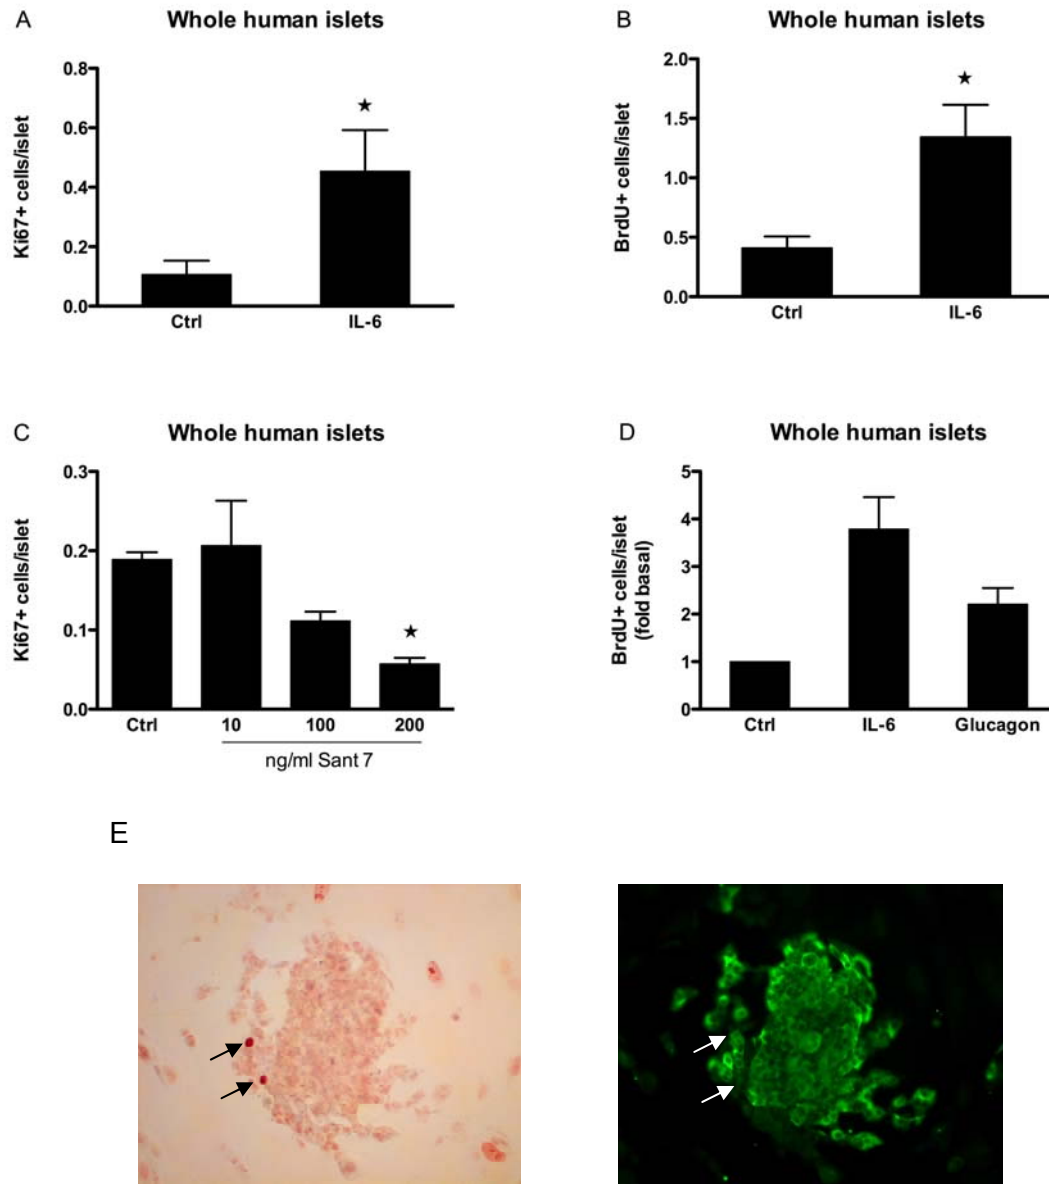 A
Whole human islets
Ki67+ cells/islet
0.8
0.6
0.4
0.2
0.0
★
Ctrl IL-6
B
Whole human islets
BrdU+ cells/islet
2.0
1.5
1.0
0.5
0.0
★
Ctrl IL-6
C
Whole human islets
Ki67+ cells/islet
0.3
0.2
0.1
0.0
★
Ctrl 10 100 200
ng/ml Sant 7
D
Whole human islets
BrdU+ cells/islet
(fold basal)
5
4
3
2
1
0
Ctrl IL-6 Glucagon
E